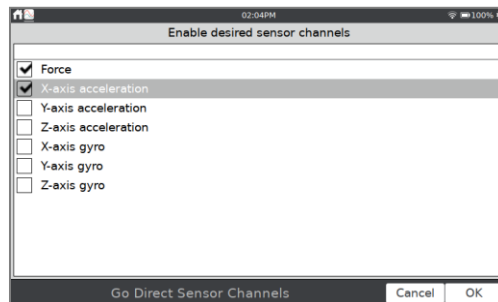 02:04PM 100%
Enable desired sensor channels
Force
X-axis acceleration
Y-axis acceleration
Z-axis acceleration
X-axis gyro
Y-axis gyro
Z-axis gyro
Go Direct Sensor Channels Cancel OK